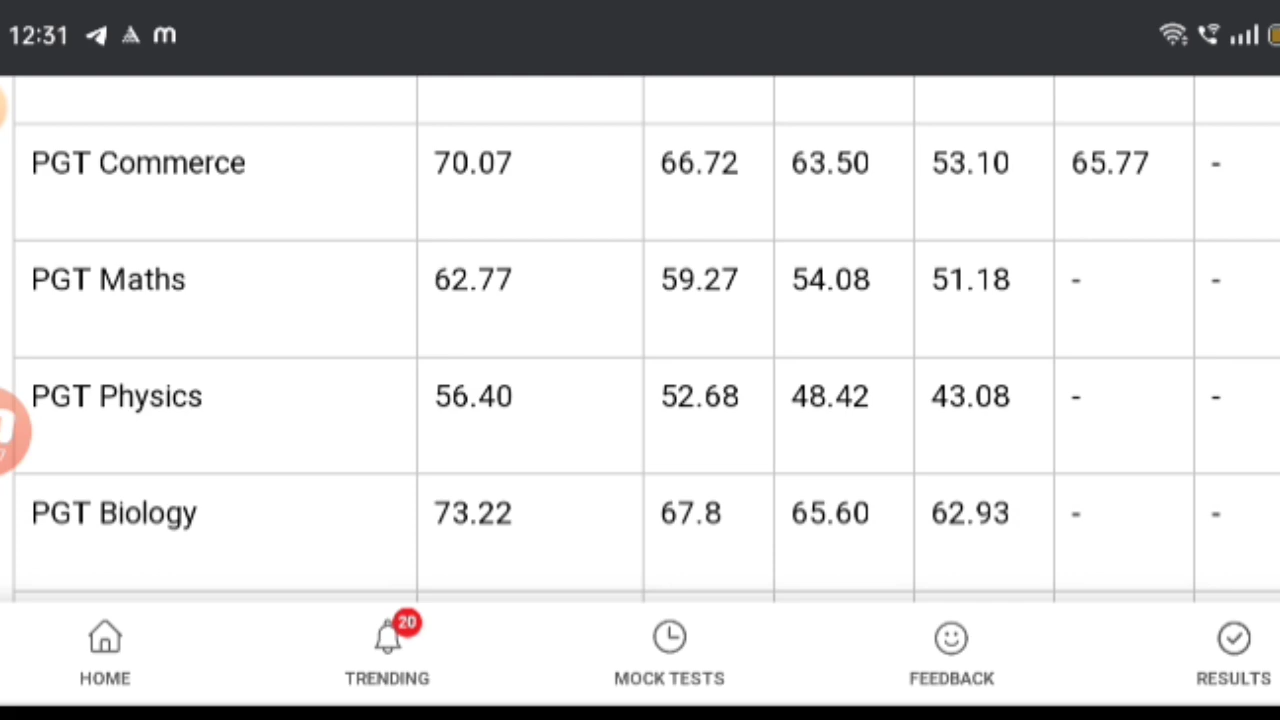 12:31
PGT Commerce 70.07 66.72 63.50 53.10 65.77 -
PGT Maths 62.77 59.27 54.08 51.18 - -
PGT Physics 56.40 52.68 48.42 43.08 - -
PGT Biology 73.22 67.8 65.60 62.93 - -
20
HOME TRENDING MOCK TESTS FEEDBACK RESULTS